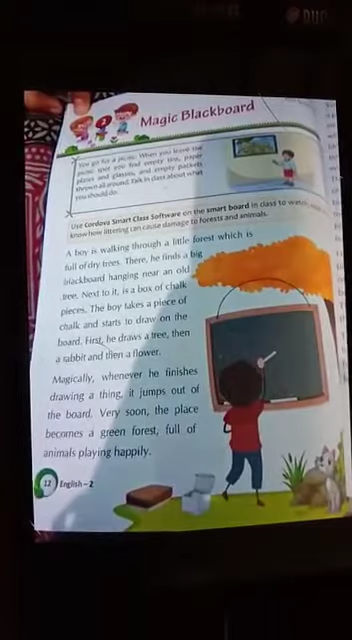 2
Magic Blackboard
You go for a picnic. When you leave the
picnic spot you find empty tins, paper
plates and glasses, and empty packets
thrown all around. Talk in class about what
you should do.
Use Cordova Smart Class Software on the smart board in class to watch
know how littering can cause damage to forests and animals.
A boy is walking through a little forest which is
full of dry trees. There, he finds a big
blackboard hanging near an old
tree. Next to it, is a box of chalk
pieces. The boy takes a piece of
chalk and starts to draw on the
board. First, he draws a tree, then
a rabbit and then a flower.
Magically, whenever he finishes
drawing a thing, it jumps out of
the board. Very soon, the place
becomes a green forest, full of
animals playing happily.
12 English – 2